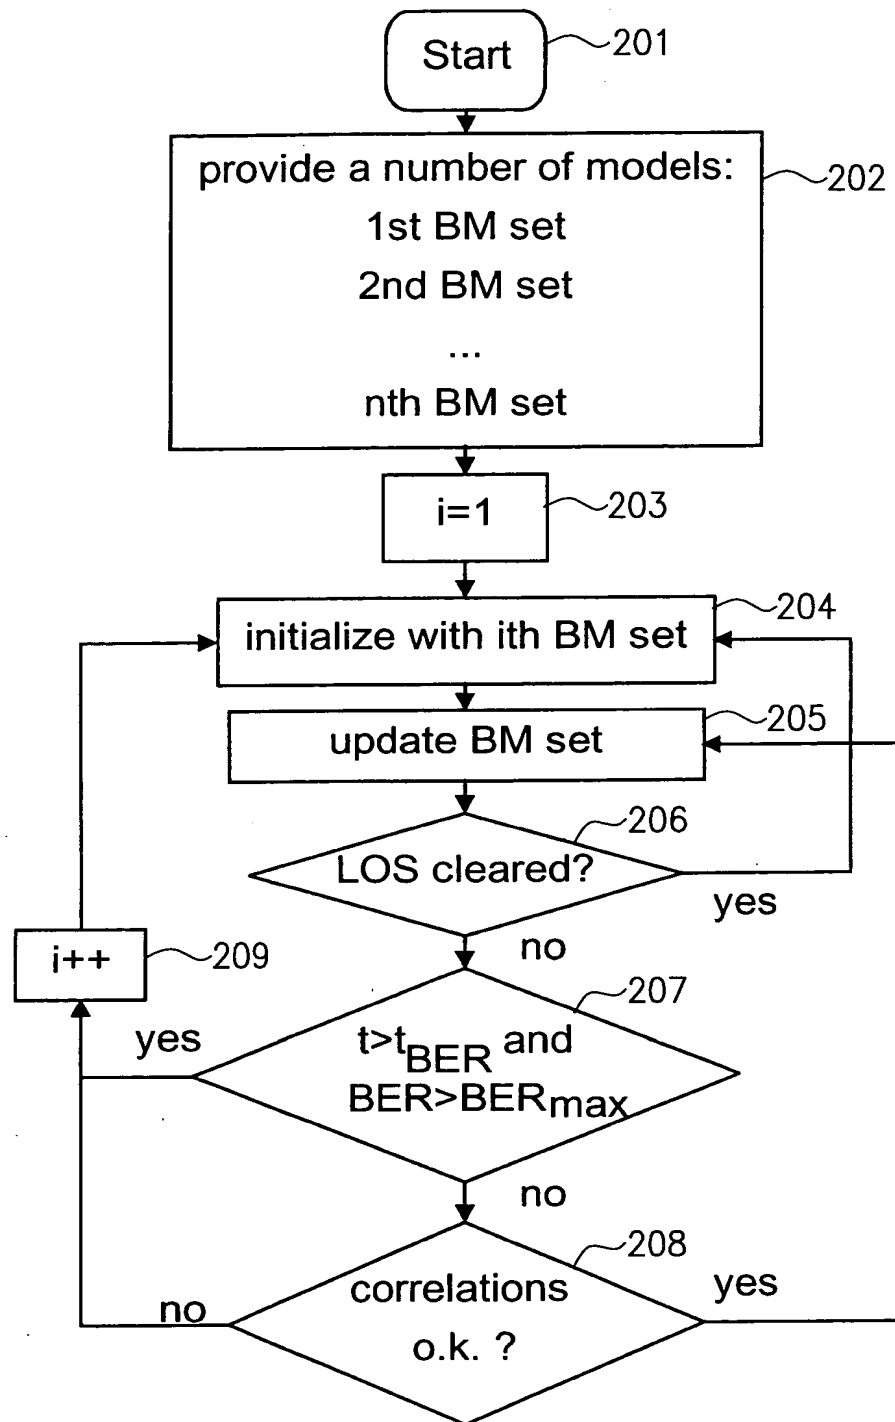 Start
201
provide a number of models:
1st BM set
2nd BM set
...
nth BM set
202
i=1
203
initialize with ith BM set
204
update BM set
205
LOS cleared?
206
yes
no
i++
209
207
yes
t>tBER and
BER>BERmax
no
208
correlations
o.k. ?
yes
no